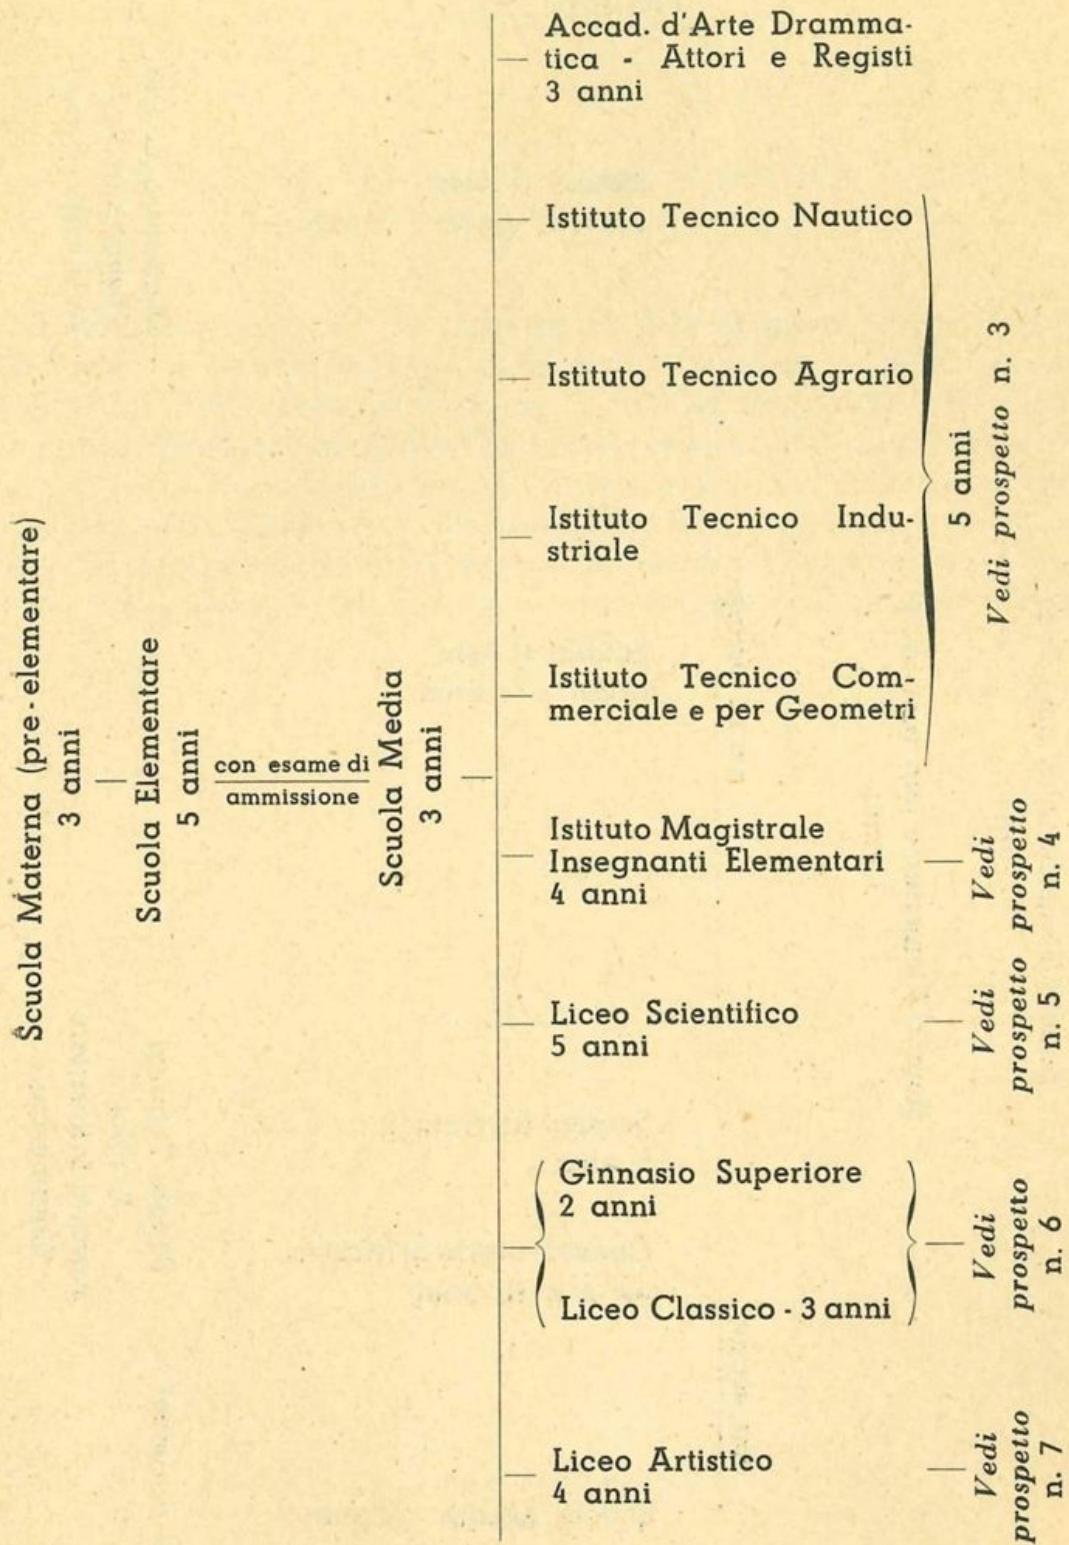 Scuola Materna (pre-elementare)
3 anni
Scuola Elementare
5 anni
con esame di
ammissione
Scuola Media
3 anni
Accad. d'Arte Dramma-
tica - Attori e Registi
3 anni
Istituto Tecnico Nautico
Istituto Tecnico Agrario
Istituto Tecnico Indu-
striale
Istituto Tecnico Com-
merciale e per Geometri
5 anni
Vedi prospetto n. 3
Istituto Magistrale
Insegnanti Elementari
4 anni
Vedi
prospetto
n. 4
Liceo Scientifico
5 anni
Vedi
prospetto
n. 5
Ginnasio Superiore
2 anni
Liceo Classico - 3 anni
Vedi
prospetto
n. 6
Liceo Artistico
4 anni
Vedi
prospetto
n. 7